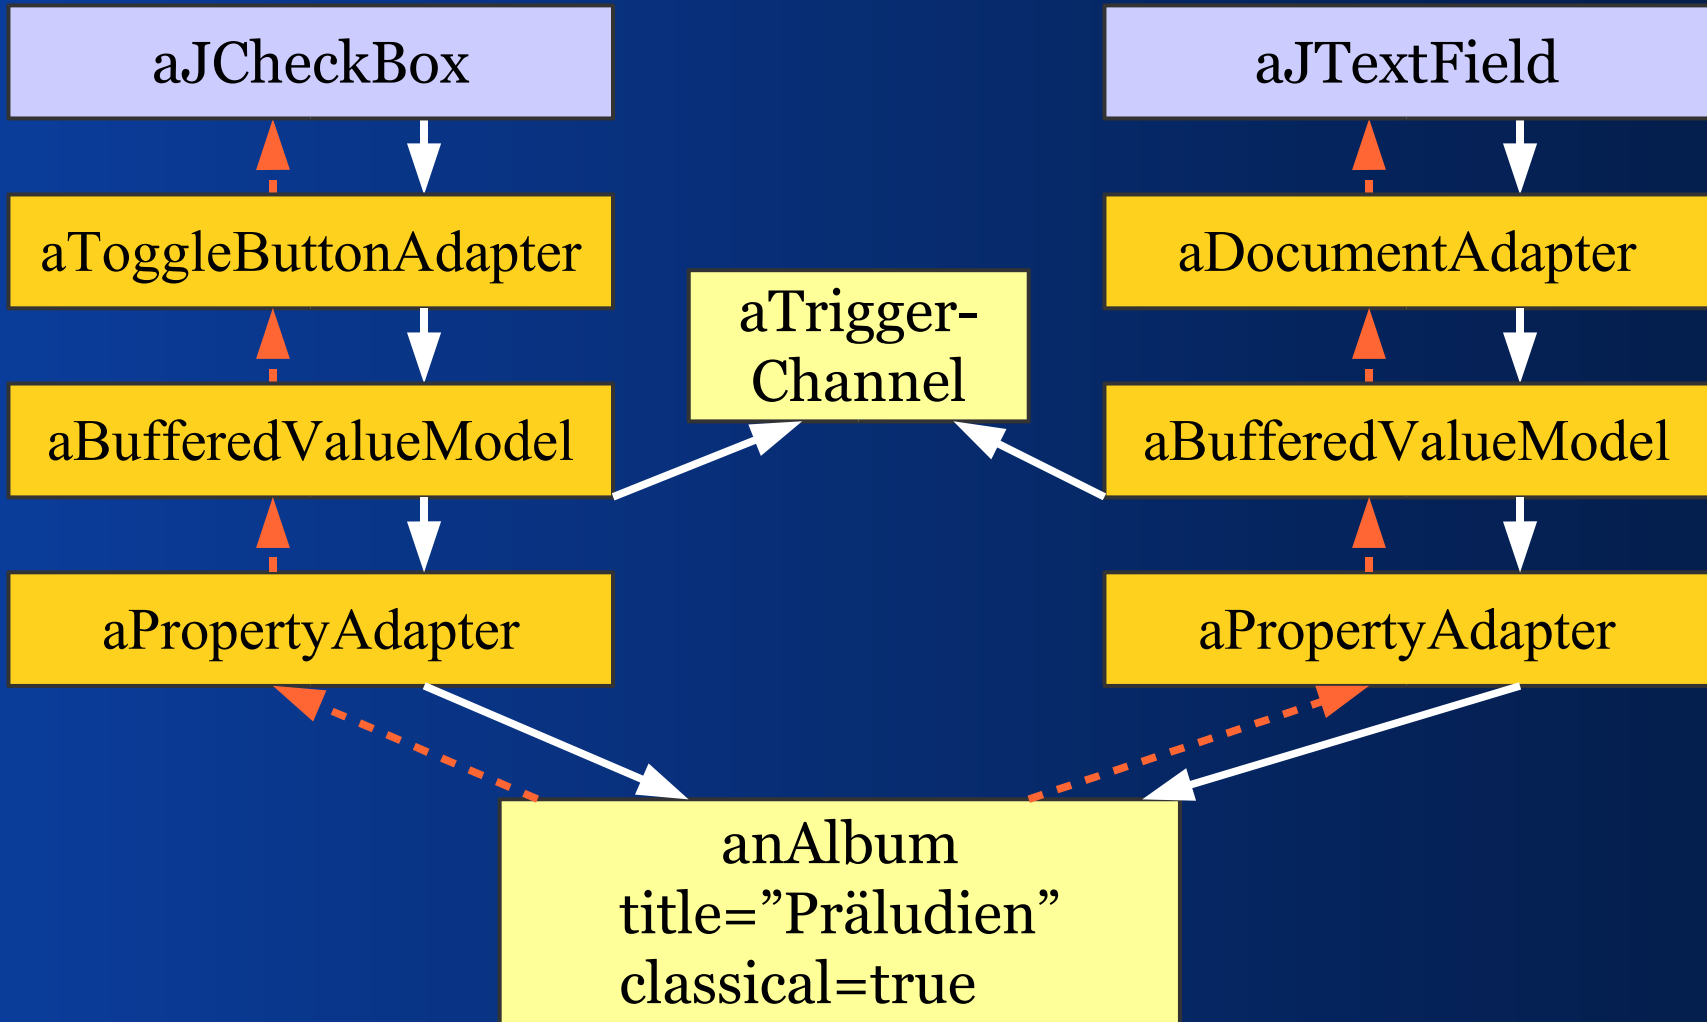 aJCheckBox
aJTextField
aToggleButtonAdapter
aDocumentAdapter
aTrigger-
Channel
aBufferedValueModel
aBufferedValueModel
aPropertyAdapter
aPropertyAdapter
anAlbum
title=”Präludien”
classical=true